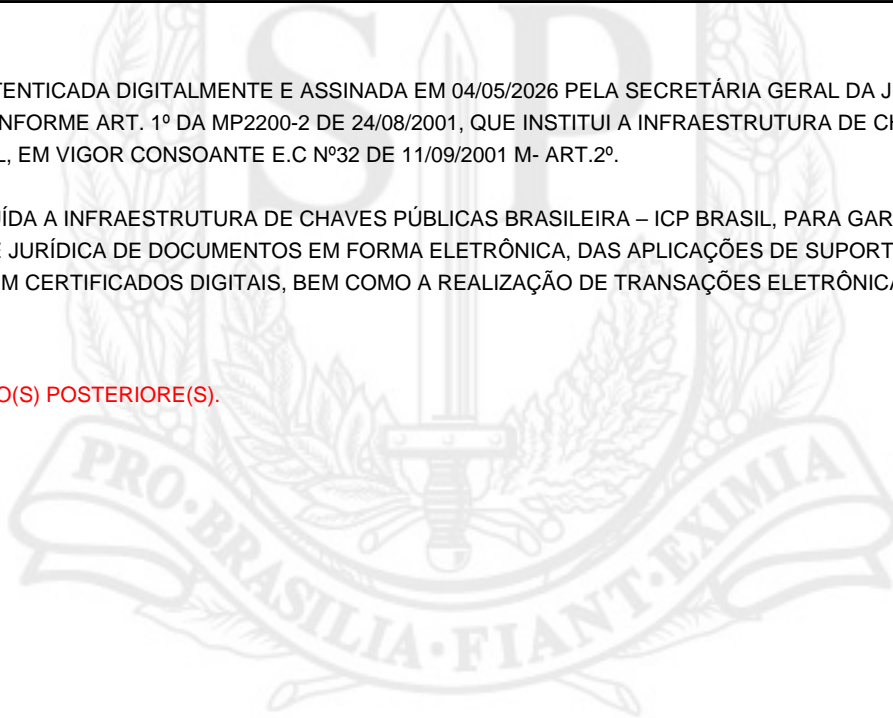 TENTICADA DIGITALMENTE E ASSINADA EM 04/05/2026 PELA SECRETÁRIA GERAL DA J
NFORME ART. 1º DA MP2200-2 DE 24/08/2001, QUE INSTITUI A INFRAESTRUTURA DE CH
L, EM VIGOR CONSOANTE E.C Nº32 DE 11/09/2001 M- ART.2º.
UÍDA A INFRAESTRUTURA DE CHAVES PÚBLICAS BRASILEIRA – ICP BRASIL, PARA GAR
E JURÍDICA DE DOCUMENTOS EM FORMA ELETRÔNICA, DAS APLICAÇÕES DE SUPORT
M CERTIFICADOS DIGITAIS, BEM COMO A REALIZAÇÃO DE TRANSAÇÕES ELETRÔNICA
O(S) POSTERIORE(S).
SP
PRO·BRASILIA·FIANT·EXIMIA